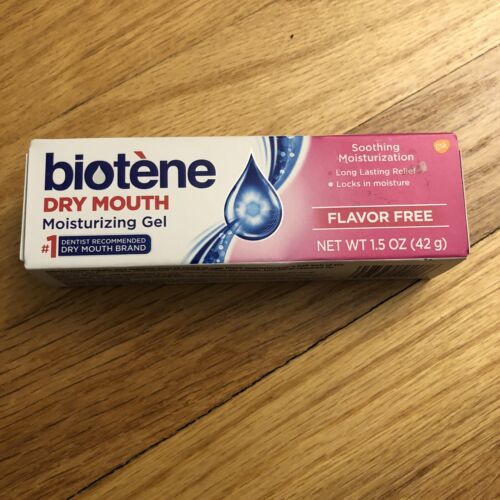 biotène
DRY MOUTH
Moisturizing Gel
#1 DENTIST RECOMMENDED
DRY MOUTH BRAND
Soothing
Moisturization
Long Lasting Relief
• Locks in moisture
gsk
FLAVOR FREE
NET WT 1.5 OZ (42 g)